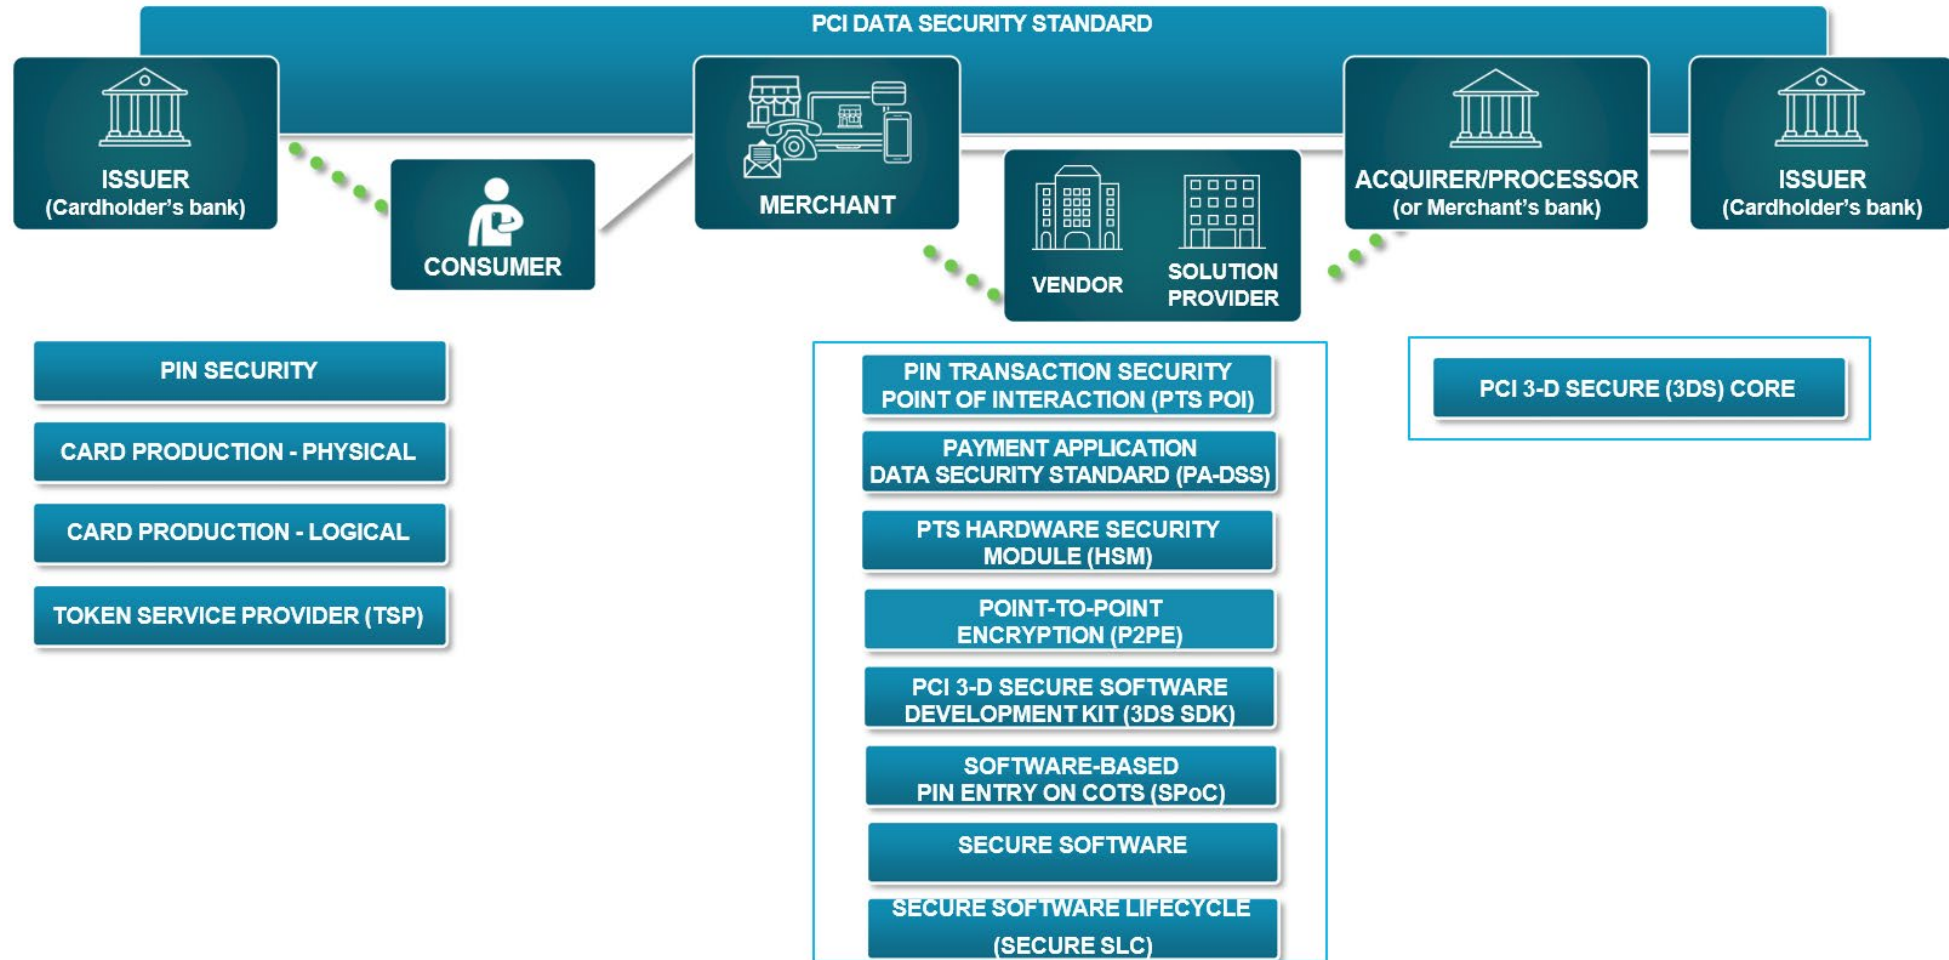 PCI DATA SECURITY STANDARD
ISSUER
(Cardholder's bank)
CONSUMER
MERCHANT
VENDOR
SOLUTION
PROVIDER
ACQUIRER/PROCESSOR
(or Merchant's bank)
ISSUER
(Cardholder's bank)
PIN SECURITY
CARD PRODUCTION - PHYSICAL
CARD PRODUCTION - LOGICAL
TOKEN SERVICE PROVIDER (TSP)
PIN TRANSACTION SECURITY
POINT OF INTERACTION (PTS POI)
PAYMENT APPLICATION
DATA SECURITY STANDARD (PA-DSS)
PTS HARDWARE SECURITY
MODULE (HSM)
POINT-TO-POINT
ENCRYPTION (P2PE)
PCI 3-D SECURE SOFTWARE
DEVELOPMENT KIT (3DS SDK)
SOFTWARE-BASED
PIN ENTRY ON COTS (SPoC)
SECURE SOFTWARE
SECURE SOFTWARE LIFECYCLE
(SECURE SLC)
PCI 3-D SECURE (3DS) CORE